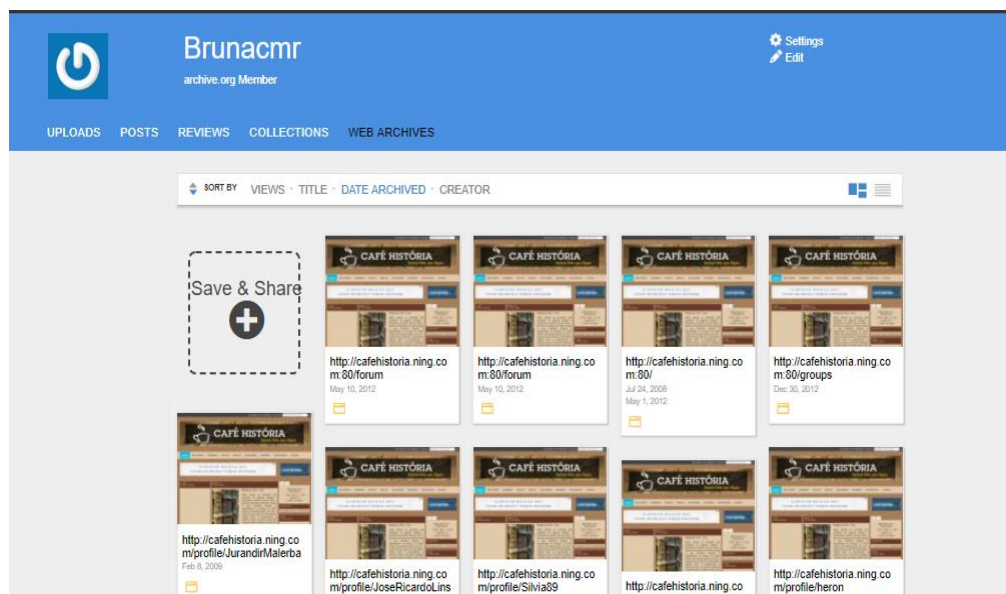 Brunacmr
archive.org Member
Settings
Edit
UPLOADS POSTS REVIEWS COLLECTIONS WEB ARCHIVES
SORT BY VIEWS · TITLE · DATE ARCHIVED · CREATOR
Save & Share
CAFÉ HISTÓRIA
http://cafehistoria.ning.co
m:80/forum
May 10, 2012
CAFÉ HISTÓRIA
http://cafehistoria.ning.co
m:80/forum
May 10, 2012
CAFÉ HISTÓRIA
http://cafehistoria.ning.co
m:80/
Jul 24, 2008
May 1, 2012
CAFÉ HISTÓRIA
http://cafehistoria.ning.co
m:80/groups
Dec 30, 2012
CAFÉ HISTÓRIA
http://cafehistoria.ning.co
m/profile/JurandirMalerba
Feb 8, 2009
CAFÉ HISTÓRIA
http://cafehistoria.ning.co
m/profile/JoseRicardoLins
CAFÉ HISTÓRIA
http://cafehistoria.ning.co
m/profile/Silvia89
CAFÉ HISTÓRIA
http://cafehistoria.ning.co
CAFÉ HISTÓRIA
http://cafehistoria.ning.co
m/profile/heron